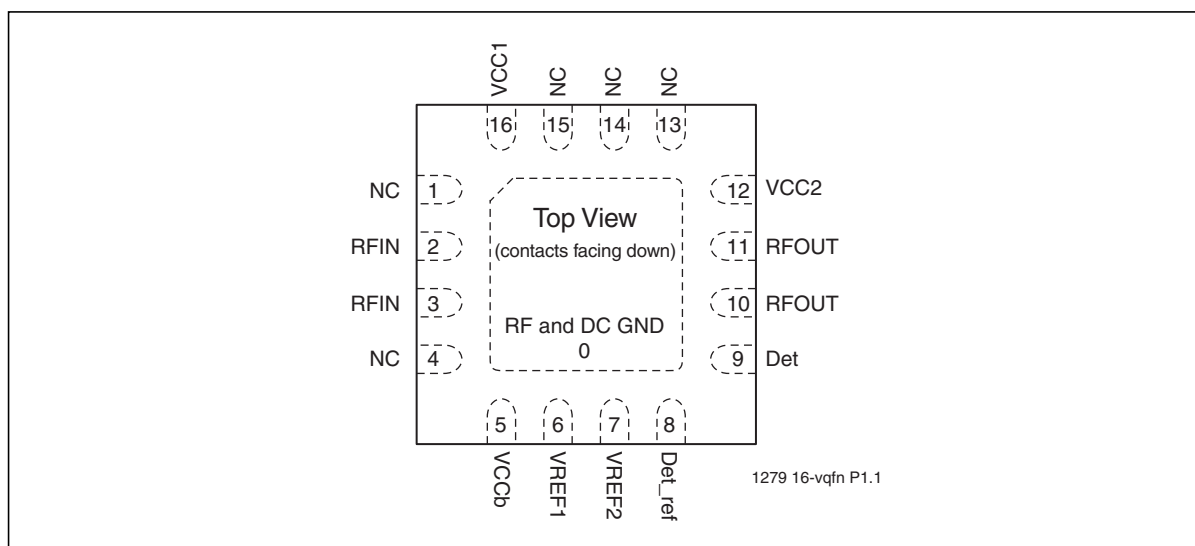 VCC1
NC
NC
NC
16
15
14
13
NC 1
RFIN 2
RFIN 3
NC 4
Top View
(contacts facing down)
RF and DC GND
0
12 VCC2
11 RFOUT
10 RFOUT
9 Det
5
6
7
8
VCCb
VREF1
VREF2
Det_ref
1279 16-vqfn P1.1